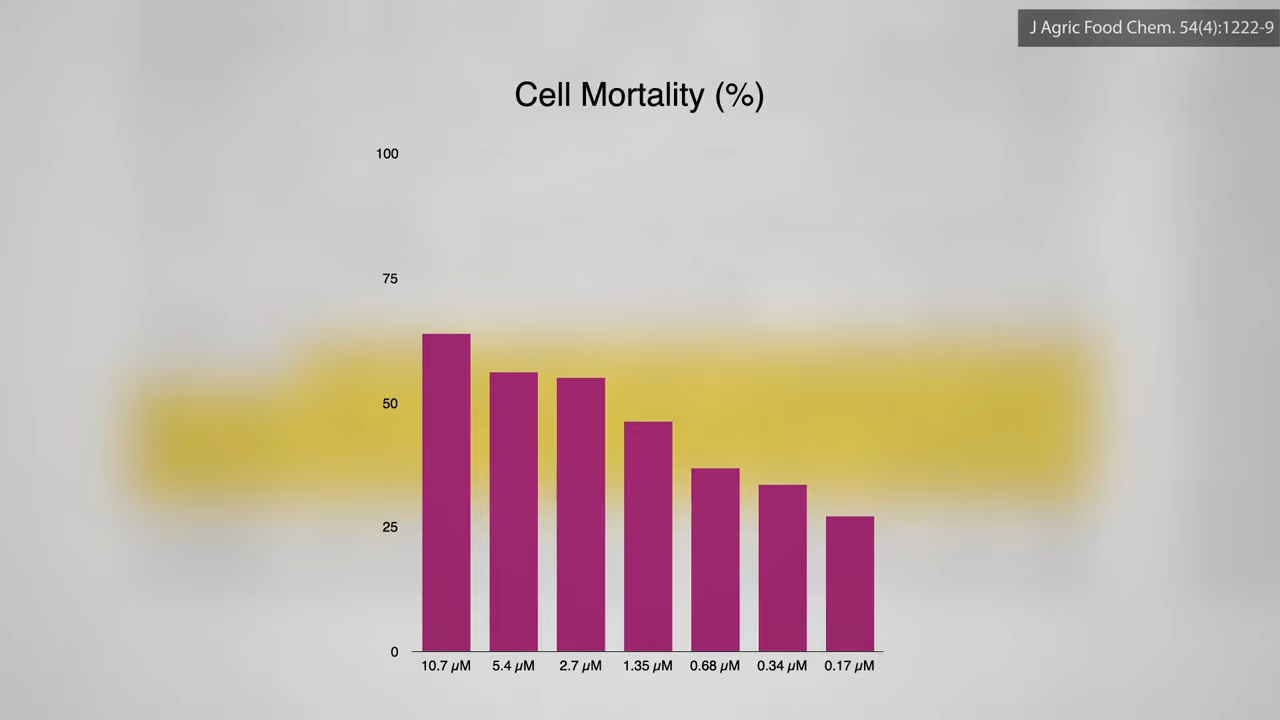 J Agric Food Chem. 54(4):1222-9
Cell Mortality (%)
100
75
50
25
0
10.7 µM 5.4 µM 2.7 µM 1.35 µM 0.68 µM 0.34 µM 0.17 µM